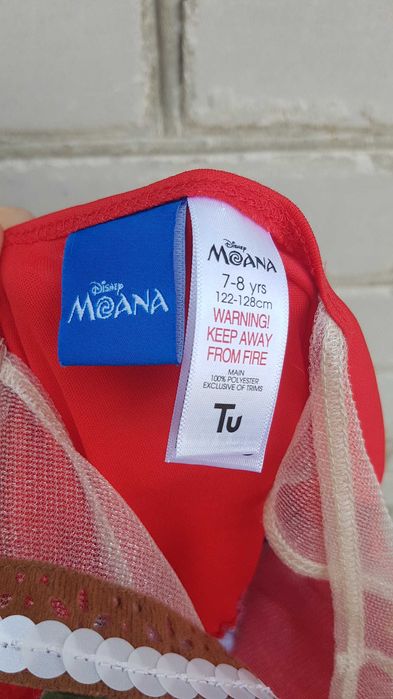 Disney
MOANA
Disney
MOANA
7-8 yrs
122-128cm
WARNING!
KEEP AWAY
FROM FIRE
MAIN
100% POLYESTER
EXCLUSIVE OF TRIMS
Tu